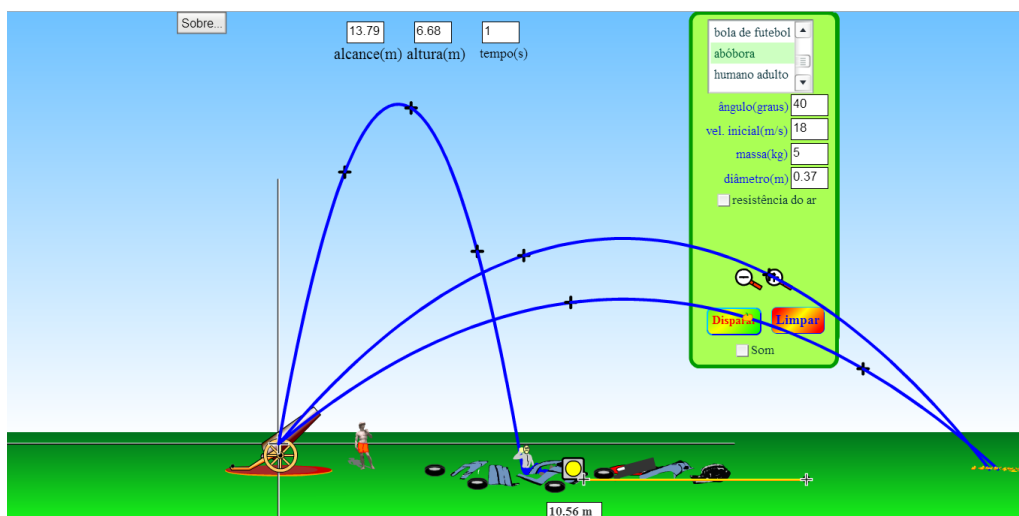 Sobre...
13.79 6.68 1
alcance(m) altura(m) tempo(s)
bola de futebol
abóbora
humano adulto
ângulo(graus) 40
vel. inicial(m/s) 18
massa(kg) 5
diâmetro(m) 0.37
resistência do ar
Disparar Limpar
Som
10.56 m